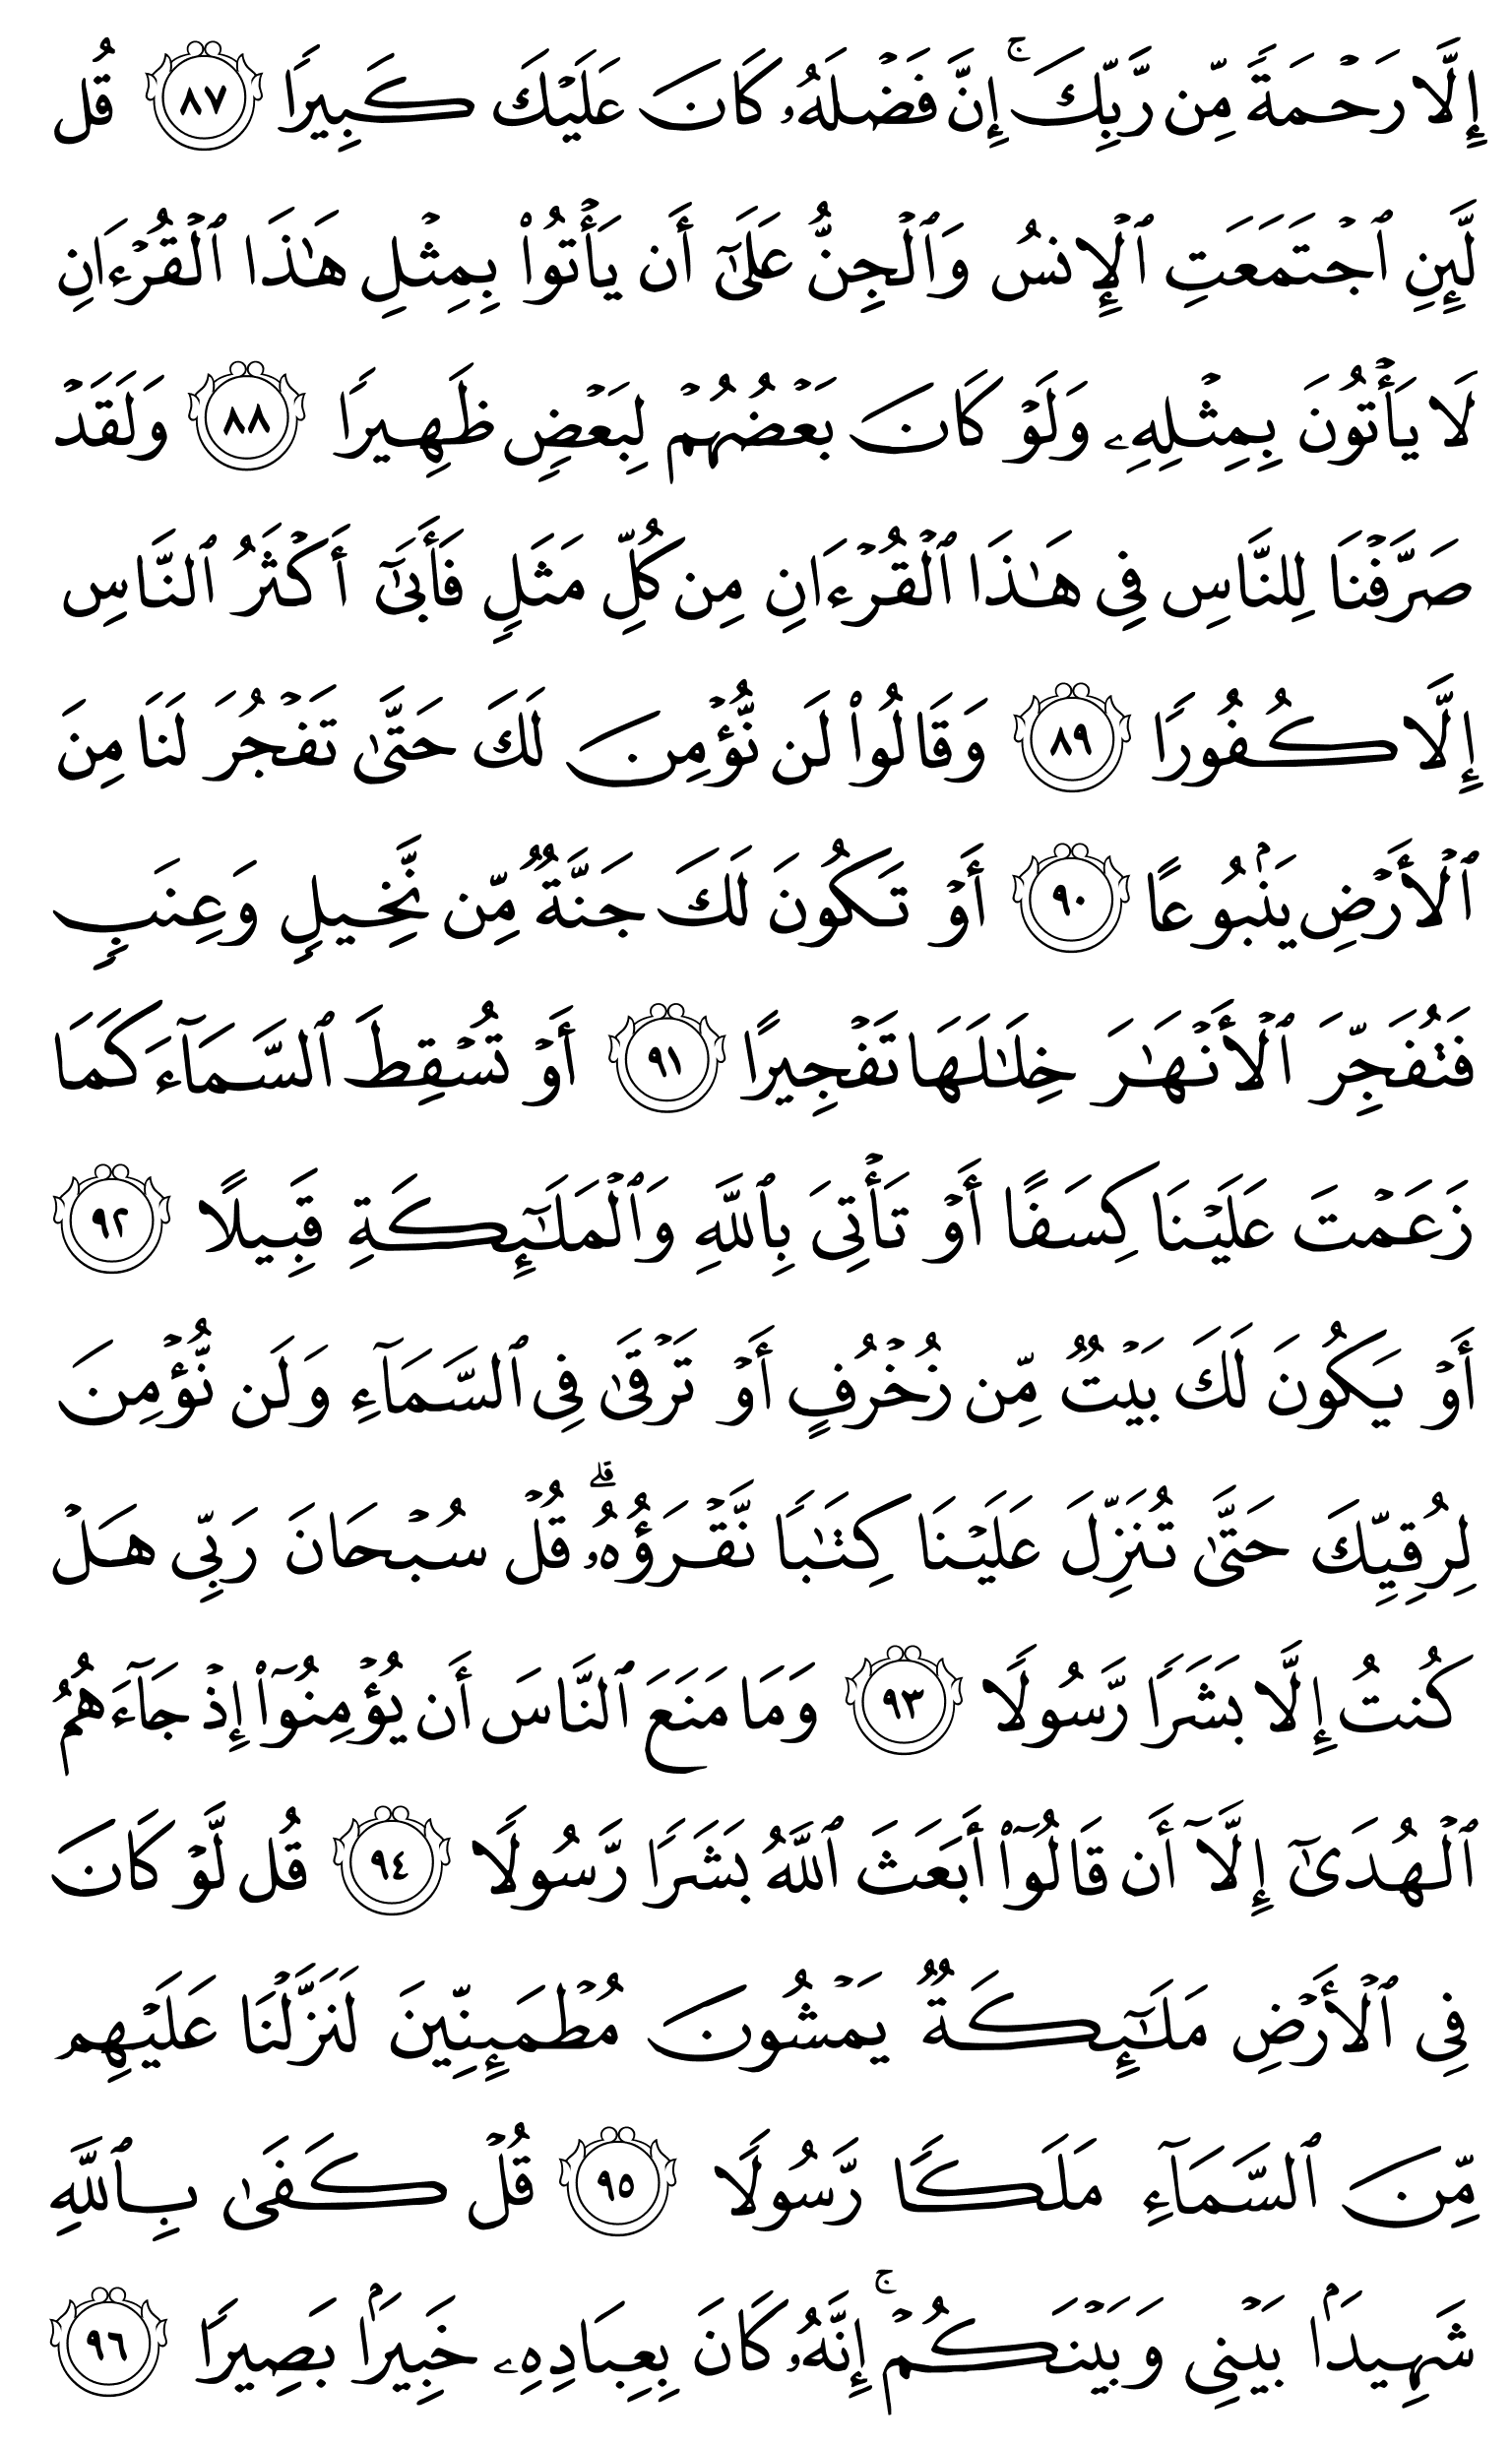 إِلَّا رَحۡمَةٗ مِّن رَّبِّكَۚ إِنَّ فَضۡلَهُۥ كَانَ عَلَيۡكَ كَبِيرٗا ٨٧ قُل
لَّئِنِ ٱجۡتَمَعَتِ ٱلۡإِنسُ وَٱلۡجِنُّ عَلَىٰٓ أَن يَأۡتُواْ بِمِثۡلِ هَٰذَا ٱلۡقُرۡءَانِ
لَا يَأۡتُونَ بِمِثۡلِهِۦ وَلَوۡ كَانَ بَعۡضُهُمۡ لِبَعۡضٖ ظَهِيرٗا ٨٨ وَلَقَدۡ
صَرَّفۡنَا لِلنَّاسِ فِي هَٰذَا ٱلۡقُرۡءَانِ مِن كُلِّ مَثَلٖ فَأَبَىٰٓ أَكۡثَرُ ٱلنَّاسِ
إِلَّا كُفُورٗا ٨٩ وَقَالُواْ لَن نُّؤۡمِنَ لَكَ حَتَّىٰ تَفۡجُرَ لَنَا مِنَ
ٱلۡأَرۡضِ يَنۢبُوعًا ٩٠ أَوۡ تَكُونَ لَكَ جَنَّةٞ مِّن نَّخِيلٖ وَعِنَبٖ
فَتُفَجِّرَ ٱلۡأَنۡهَٰرَ خِلَٰلَهَا تَفۡجِيرًا ٩١ أَوۡ تُسۡقِطَ ٱلسَّمَآءَ كَمَا
زَعَمۡتَ عَلَيۡنَا كِسَفًا أَوۡ تَأۡتِيَ بِٱللَّهِ وَٱلۡمَلَٰٓئِكَةِ قَبِيلًا ٩٢
أَوۡ يَكُونَ لَكَ بَيۡتٞ مِّن زُخۡرُفٍ أَوۡ تَرۡقَىٰ فِي ٱلسَّمَآءِ وَلَن نُّؤۡمِنَ
لِرُقِيِّكَ حَتَّىٰ تُنَزِّلَ عَلَيۡنَا كِتَٰبٗا نَّقۡرَؤُهُۥۗ قُلۡ سُبۡحَانَ رَبِّي هَلۡ
كُنتُ إِلَّا بَشَرٗا رَّسُولٗا ٩٣ وَمَا مَنَعَ ٱلنَّاسَ أَن يُؤۡمِنُوٓاْ إِذۡ جَآءَهُمُ
ٱلۡهُدَىٰٓ إِلَّآ أَن قَالُوٓاْ أَبَعَثَ ٱللَّهُ بَشَرٗا رَّسُولٗا ٩٤ قُل لَّوۡ كَانَ
فِي ٱلۡأَرۡضِ مَلَٰٓئِكَةٞ يَمۡشُونَ مُطۡمَئِنِّينَ لَنَزَّلۡنَا عَلَيۡهِم
مِّنَ ٱلسَّمَآءِ مَلَكٗا رَّسُولٗا ٩٥ قُلۡ كَفَىٰ بِٱللَّهِ
شَهِيدَۢا بَيۡنِي وَبَيۡنَكُمۡۚ إِنَّهُۥ كَانَ بِعِبَادِهِۦ خَبِيرَۢا بَصِيرٗا ٩٦